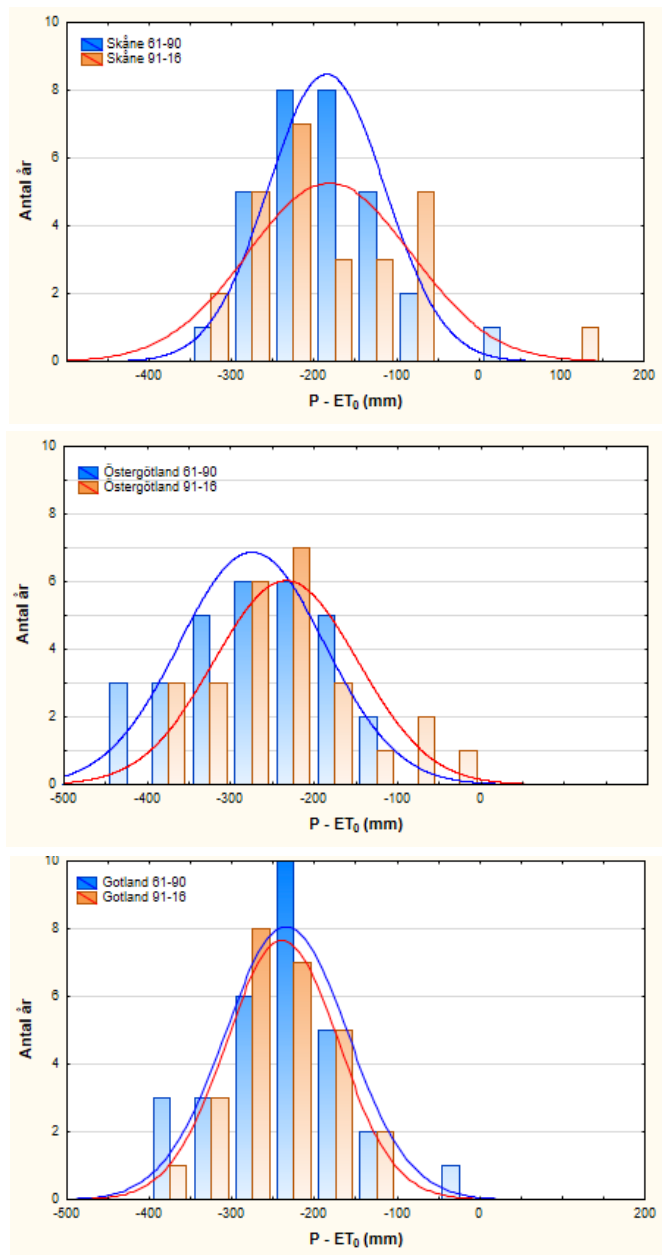 10
Skåne 61-90
Skåne 91-16
8
6
4
2
0
Antal år
-400 -300 -200 -100 0 100 200
P - ET₀ (mm)
10
Östergötland 61-90
Östergötland 91-16
8
6
4
2
0
Antal år
-500 -400 -300 -200 -100 0
P - ET₀ (mm)
10
Gotland 61-90
Gotland 91-16
8
6
4
2
0
Antal år
-500 -400 -300 -200 -100 0 200
P - ET₀ (mm)